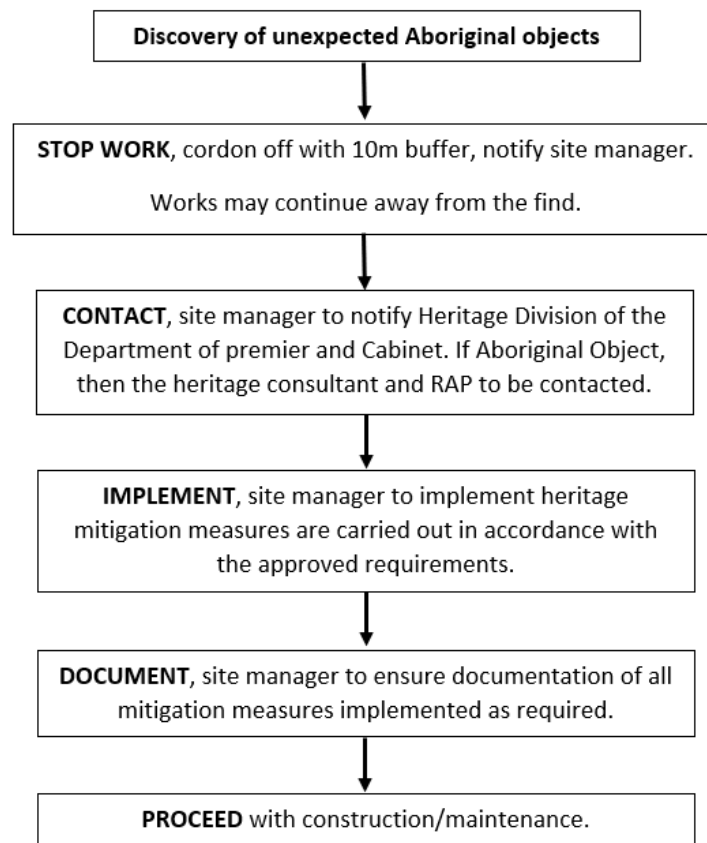 Discovery of unexpected Aboriginal objects
STOP WORK, cordon off with 10m buffer, notify site manager.
Works may continue away from the find.
CONTACT, site manager to notify Heritage Division of the
Department of premier and Cabinet. If Aboriginal Object,
then the heritage consultant and RAP to be contacted.
IMPLEMENT, site manager to implement heritage
mitigation measures are carried out in accordance with
the approved requirements.
DOCUMENT, site manager to ensure documentation of all
mitigation measures implemented as required.
PROCEED with construction/maintenance.